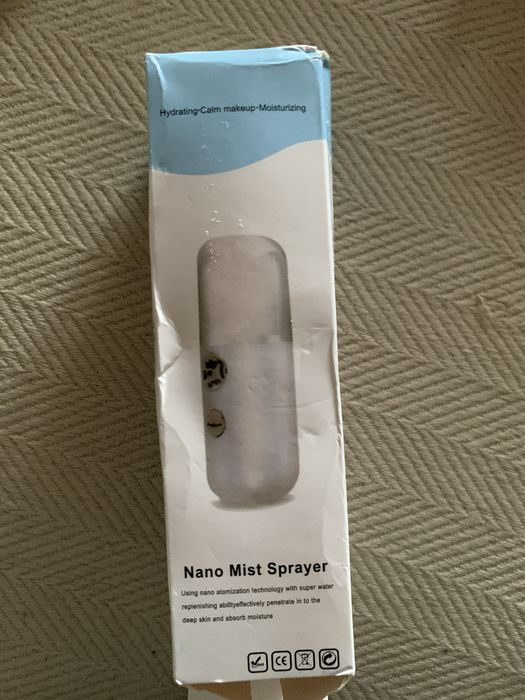 Hydrating-Calm makeup-Moisturizing
Nano Mist Sprayer
Using nano atomization technology with super water
replenishing abilityeffectively penetrate in to the
deep skin and absorb moisture
CE